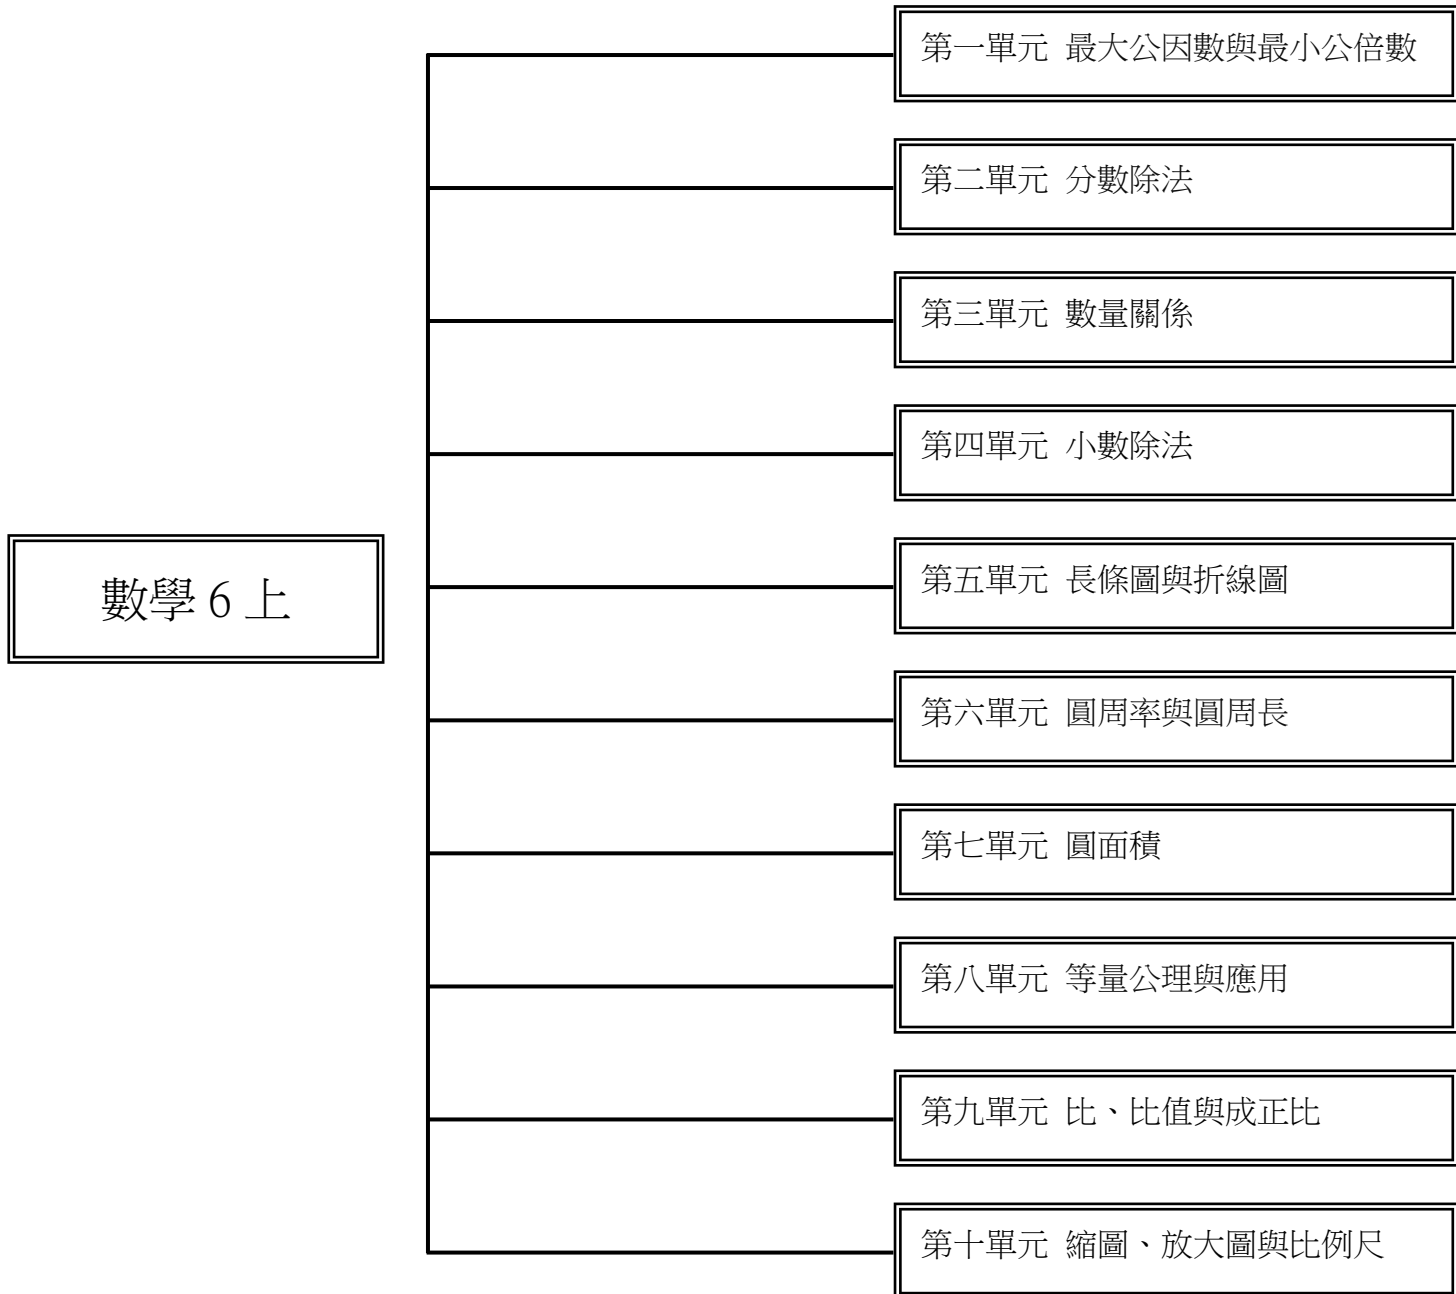 第一單元 最大公因數與最小公倍數
第二單元 分數除法
第三單元 數量關係
第四單元 小數除法
第五單元 長條圖與折線圖
數學 6 上
第六單元 圓周率與圓周長
第七單元 圓面積
第八單元 等量公理與應用
第九單元 比、比值與成正比
第十單元 縮圖、放大圖與比例尺